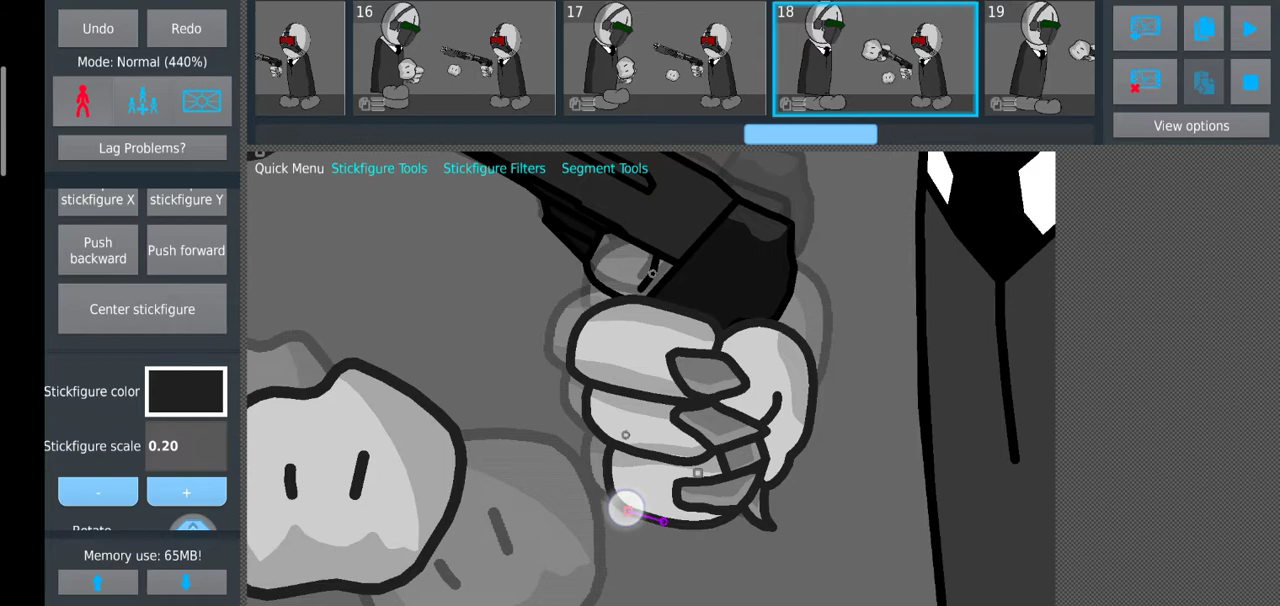 Undo
Redo
Mode: Normal (440%)
Lag Problems?
stickfigure X
stickfigure Y
Push backward
Push forward
Center stickfigure
Stickfigure color
Stickfigure scale
0.20
-
+
Memory use: 65MB!
16
17
18
19
View options
Quick Menu
Stickfigure Tools
Stickfigure Filters
Segment Tools